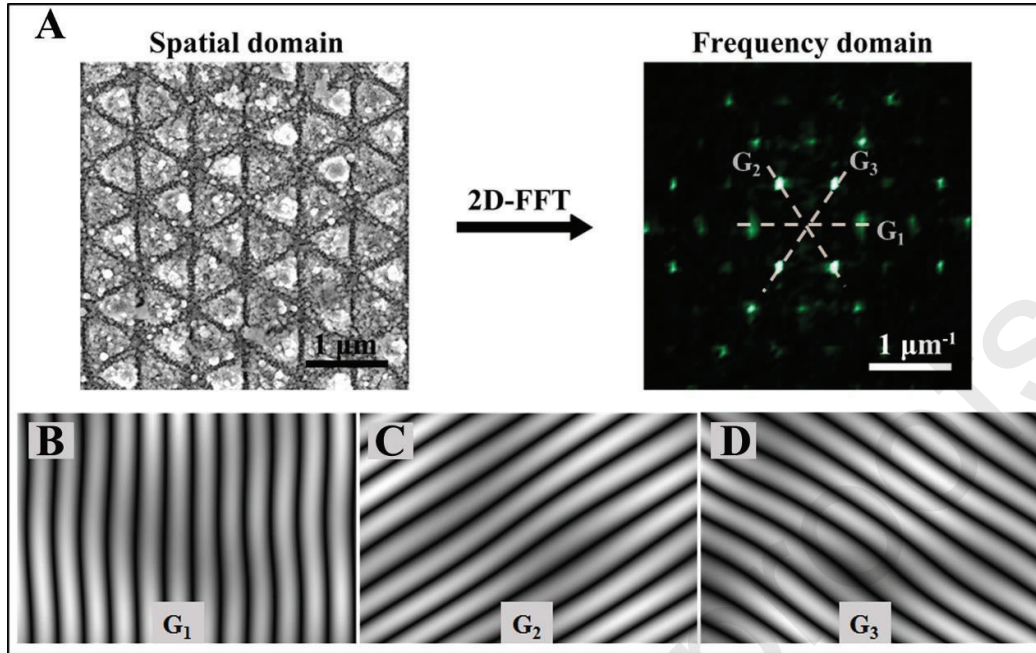 A
Spatial domain
Frequency domain
1 µm
2D-FFT
G2
G3
G1
1 µm-1
B
C
D
G1
G2
G3